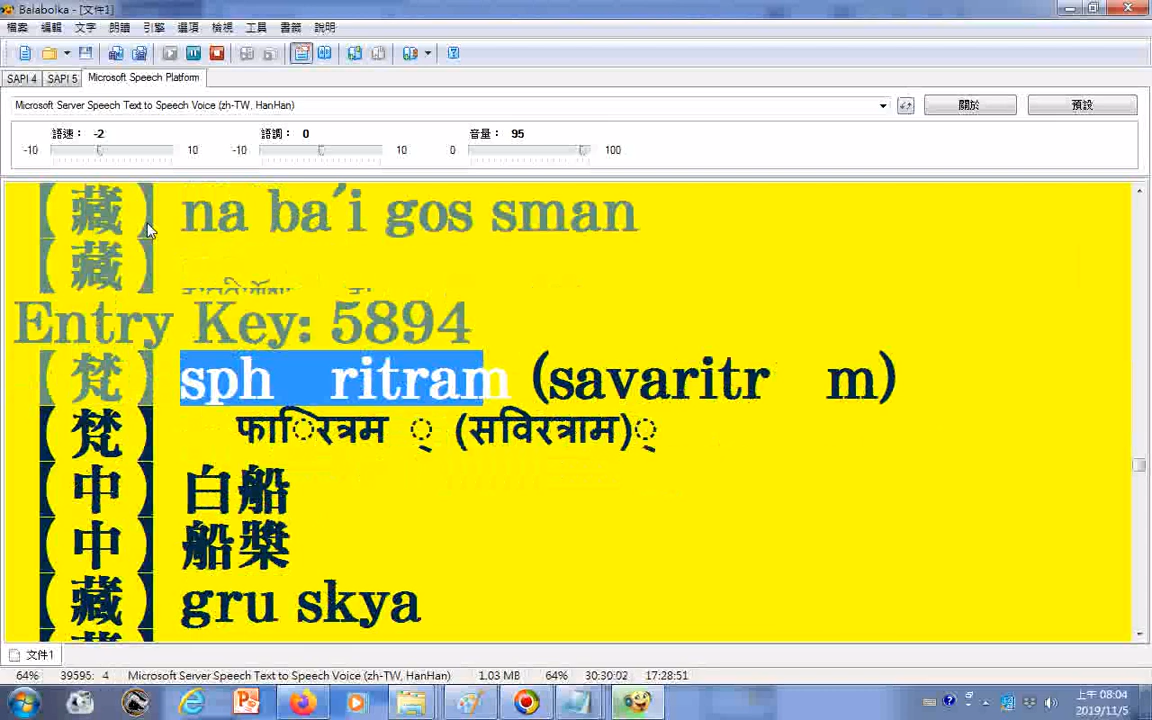 Balabolka - [文件1]
檔案 編輯 文字 朗讀 引擎 選項 檢視 工具 書籤 說明
SAPI 4 SAPI 5 Microsoft Speech Platform
Microsoft Server Speech Text to Speech Voice (zh-TW, HanHan) 關於 預設
語速： -2 語調： 0 音量： 95
-10 10 -10 10 0 100
【藏】 na ba'i gos sman
【藏】
Entry Key: 5894
【梵】 sph ritram (savaritr m)
【梵】 फािरित्रम ् (सविरत्राम)्
【中】 白船
【中】 船槳
【藏】 gru skya
文件1
64% 39595: 4 Microsoft Server Speech Text to Speech Voice (zh-TW, HanHan) 1.03 MB 64% 30:30:02 17:28:51
上午 08:04
2019/11/5